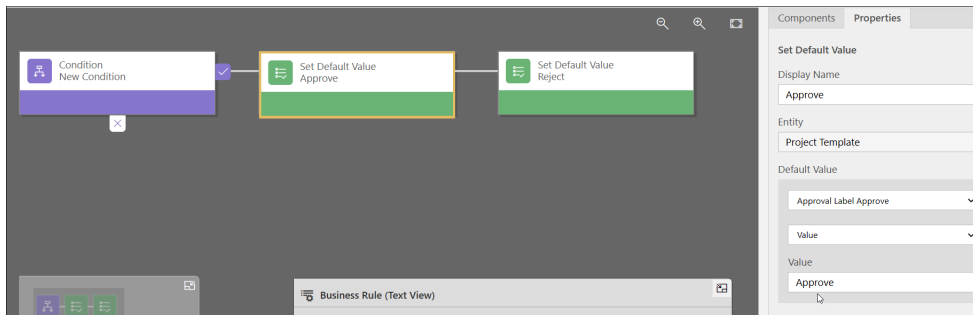 Components Properties
Condition
New Condition
Set Default Value
Approve
Set Default Value
Reject
Set Default Value
Display Name
Approve
Entity
Project Template
Default Value
Approval Label Approve
Value
Value
Approve
Business Rule (Text View)